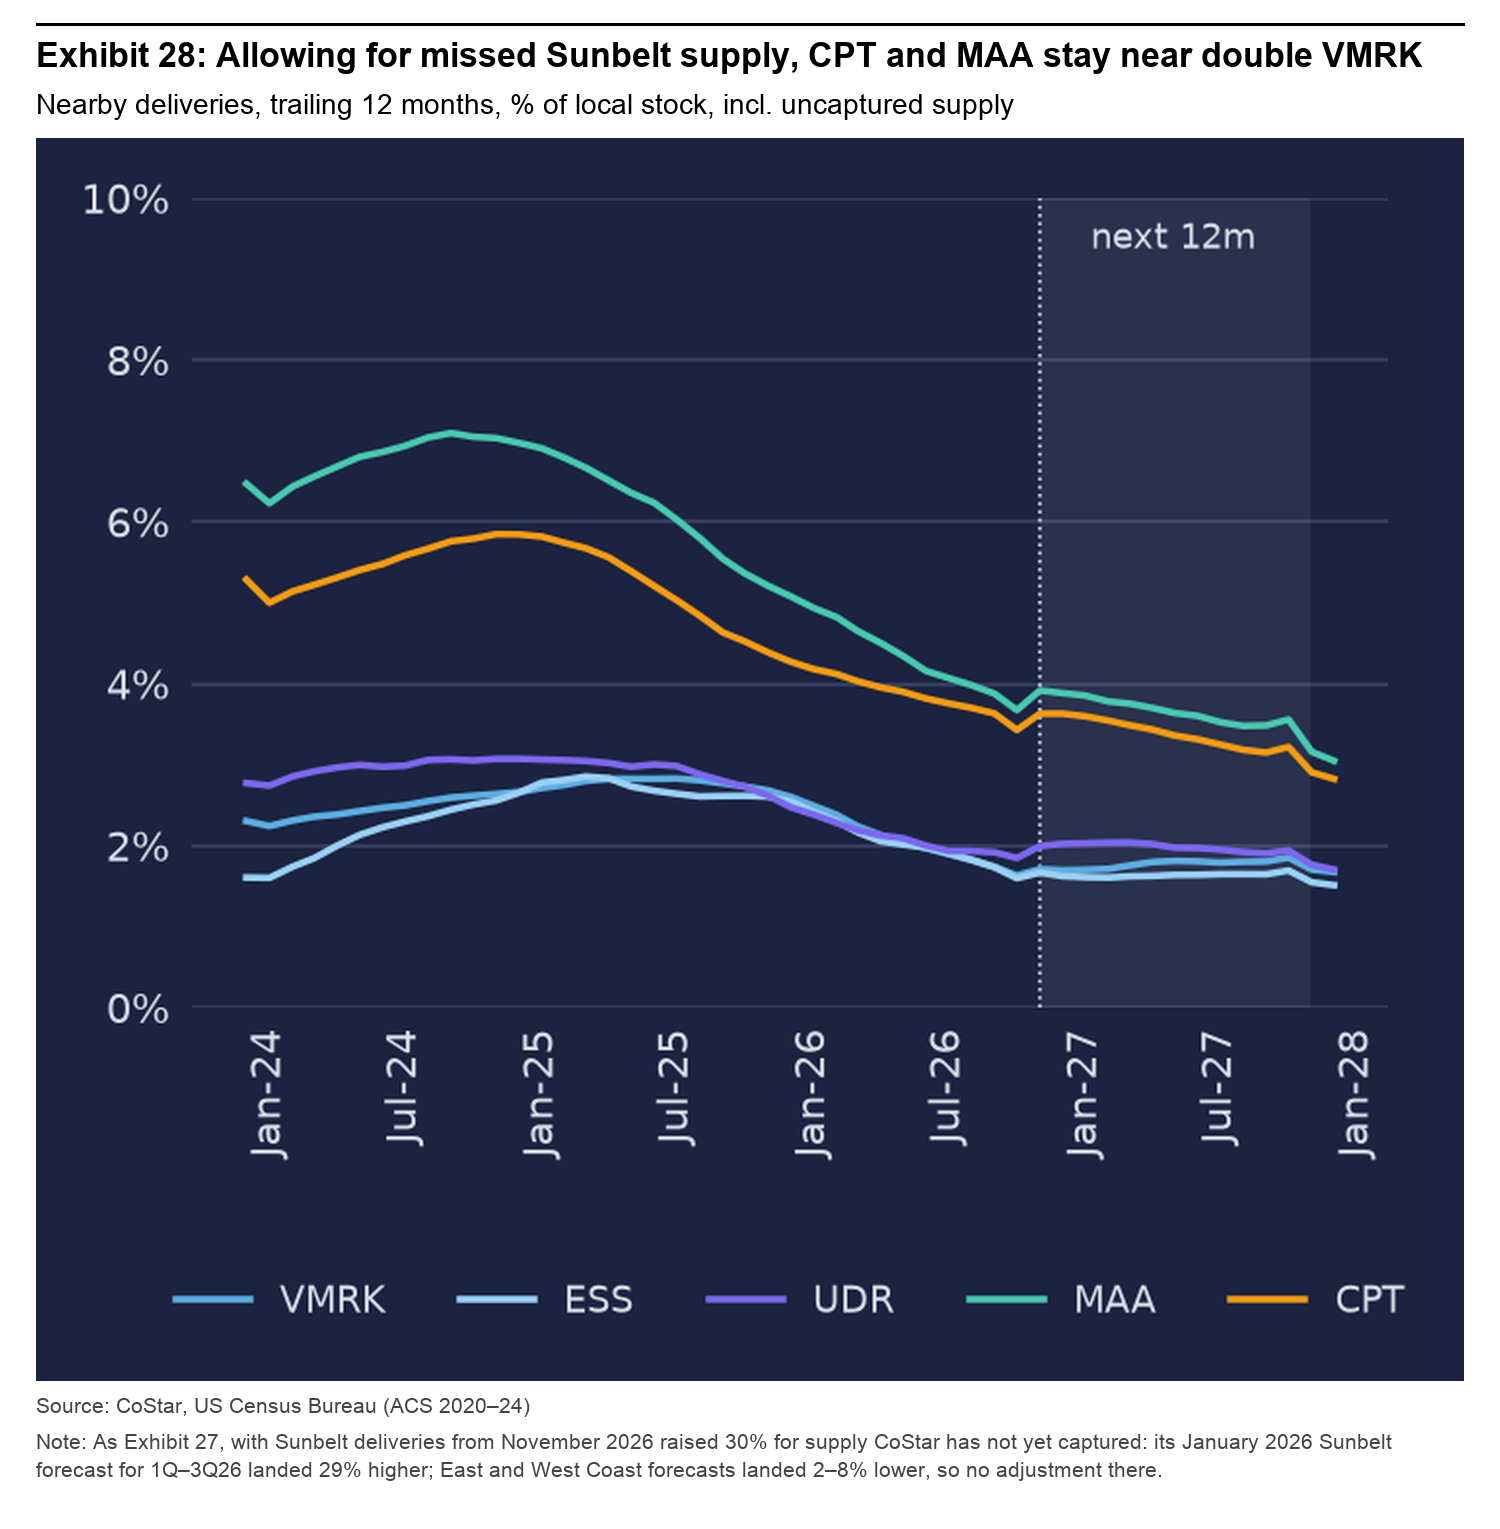 Exhibit 28: Allowing for missed Sunbelt supply, CPT and MAA stay near double VMRK
Nearby deliveries, trailing 12 months, % of local stock, incl. uncaptured supply
10%
8%
6%
4%
2%
0%
next 12m
Jan-24
Jul-24
Jan-25
Jul-25
Jan-26
Jul-26
Jan-27
Jul-27
Jan-28
VMRK
ESS
UDR
MAA
CPT
Source: CoStar, US Census Bureau (ACS 2020–24)
Note: As Exhibit 27, with Sunbelt deliveries from November 2026 raised 30% for supply CoStar has not yet captured: its January 2026 Sunbelt
forecast for 1Q–3Q26 landed 29% higher; East and West Coast forecasts landed 2–8% lower, so no adjustment there.